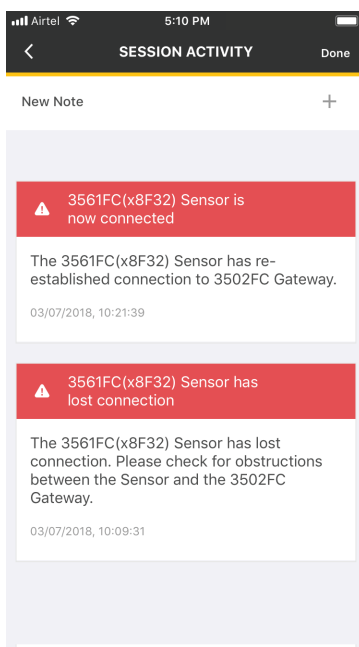 Airtel 5:10 PM
SESSION ACTIVITY Done
New Note +
3561FC(x8F32) Sensor is
now connected
The 3561FC(x8F32) Sensor has re-
established connection to 3502FC Gateway.
03/07/2018, 10:21:39
3561FC(x8F32) Sensor has
lost connection
The 3561FC(x8F32) Sensor has lost
connection. Please check for obstructions
between the Sensor and the 3502FC
Gateway.
03/07/2018, 10:09:31